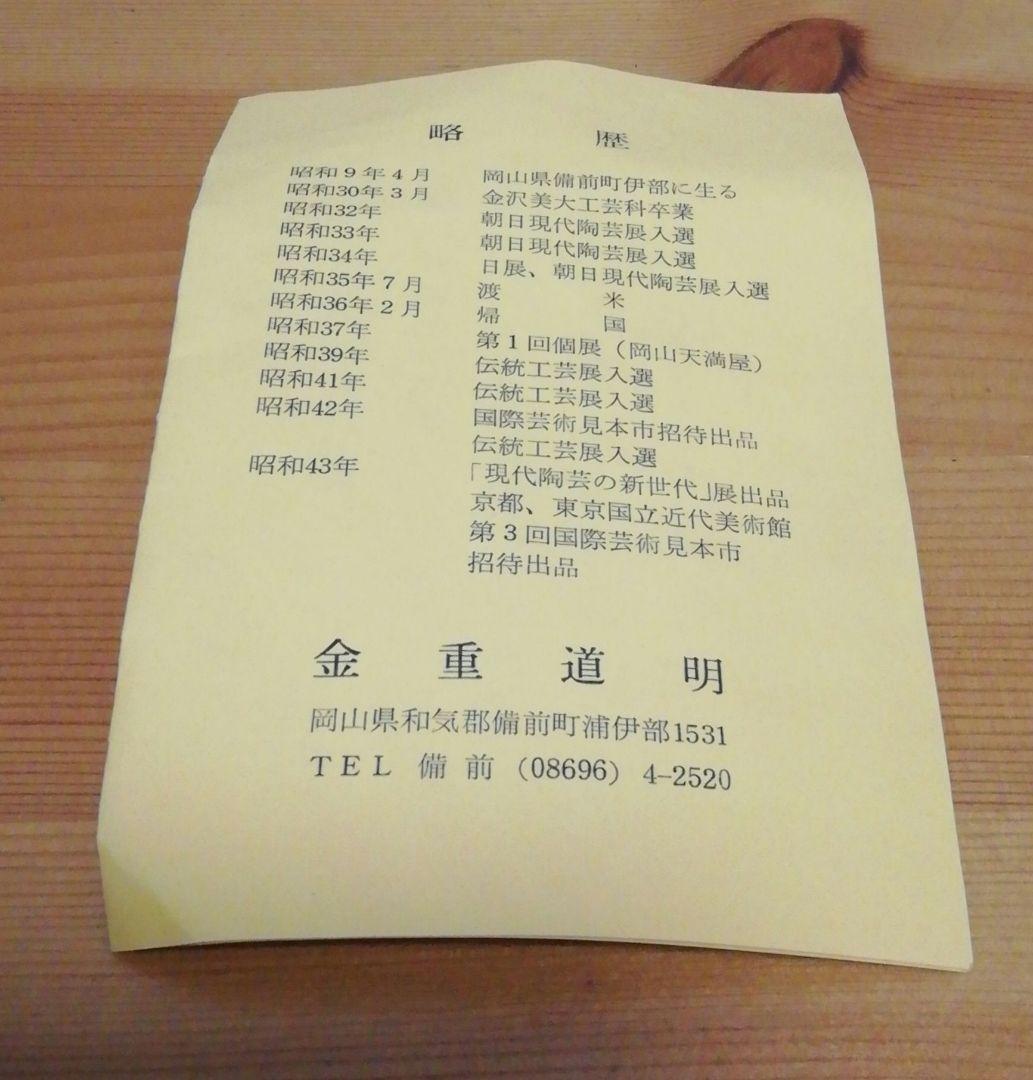 略歴
昭和9年4月 岡山県備前町伊部に生る
昭和30年3月 金沢美大工芸科卒業
昭和32年 朝日現代陶芸展入選
昭和33年 朝日現代陶芸展入選
昭和34年 日展、朝日現代陶芸展入選
昭和35年7月 渡米
昭和36年2月 帰国
昭和37年 第1回個展(岡山天満屋)
昭和39年 伝統工芸展入選
昭和41年 伝統工芸展入選
昭和42年 国際芸術見本市招待出品
伝統工芸展入選
昭和43年 「現代陶芸の新世代」展出品
京都、東京国立近代美術館
第3回国際芸術見本市
招待出品
金重道明
岡山県和気郡備前町浦伊部1531
TEL 備前 (08696) 4-2520